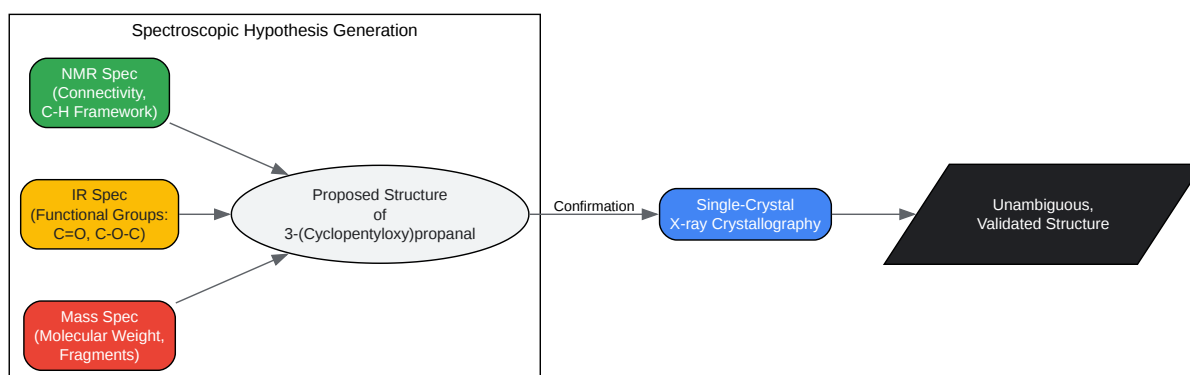 Spectroscopic Hypothesis Generation
NMR Spec
(Connectivity,
C-H Framework)
IR Spec
(Functional Groups:
C=O, C-O-C)
Mass Spec
(Molecular Weight,
Fragments)
Proposed Structure
of
3-(Cyclopentyloxy)propanal
Confirmation
Single-Crystal
X-ray Crystallography
Unambiguous,
Validated Structure